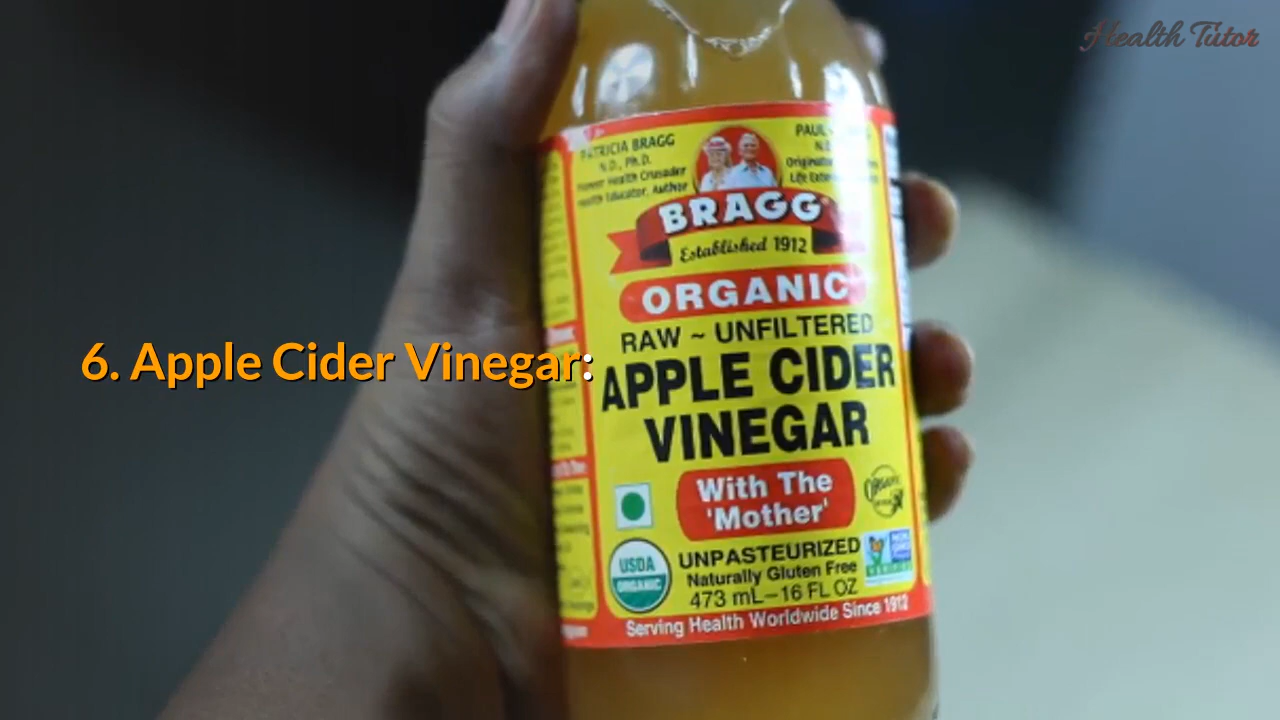 Health Tutor
6. Apple Cider Vinegar:
PATRICIA BRAGG
N.D., Ph.D.
Pioneer Health Crusader
Health Educator, Author
PAUL
Life
BRAGG
Established 1912
ORGANIC
RAW ~ UNFILTERED
APPLE CIDER
VINEGAR
With The
'Mother'
USDA
ORGANIC
UNPASTEURIZED
Naturally Gluten Free
473 mL–16 FL OZ
Serving Health Worldwide Since 1912